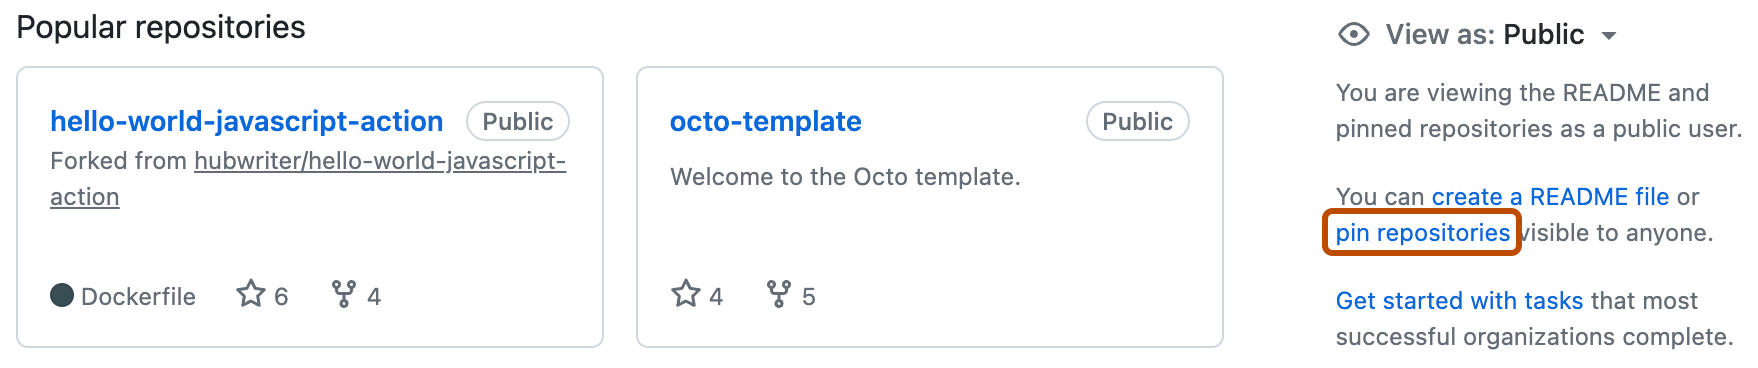 Popular repositories
hello-world-javascript-action Public
Forked from hubwriter/hello-world-javascript-
action
Dockerfile 6 4
octo-template Public
Welcome to the Octo template.
4 5
View as: Public
You are viewing the README and
pinned repositories as a public user.
You can create a README file or
pin repositories visible to anyone.
Get started with tasks that most
successful organizations complete.